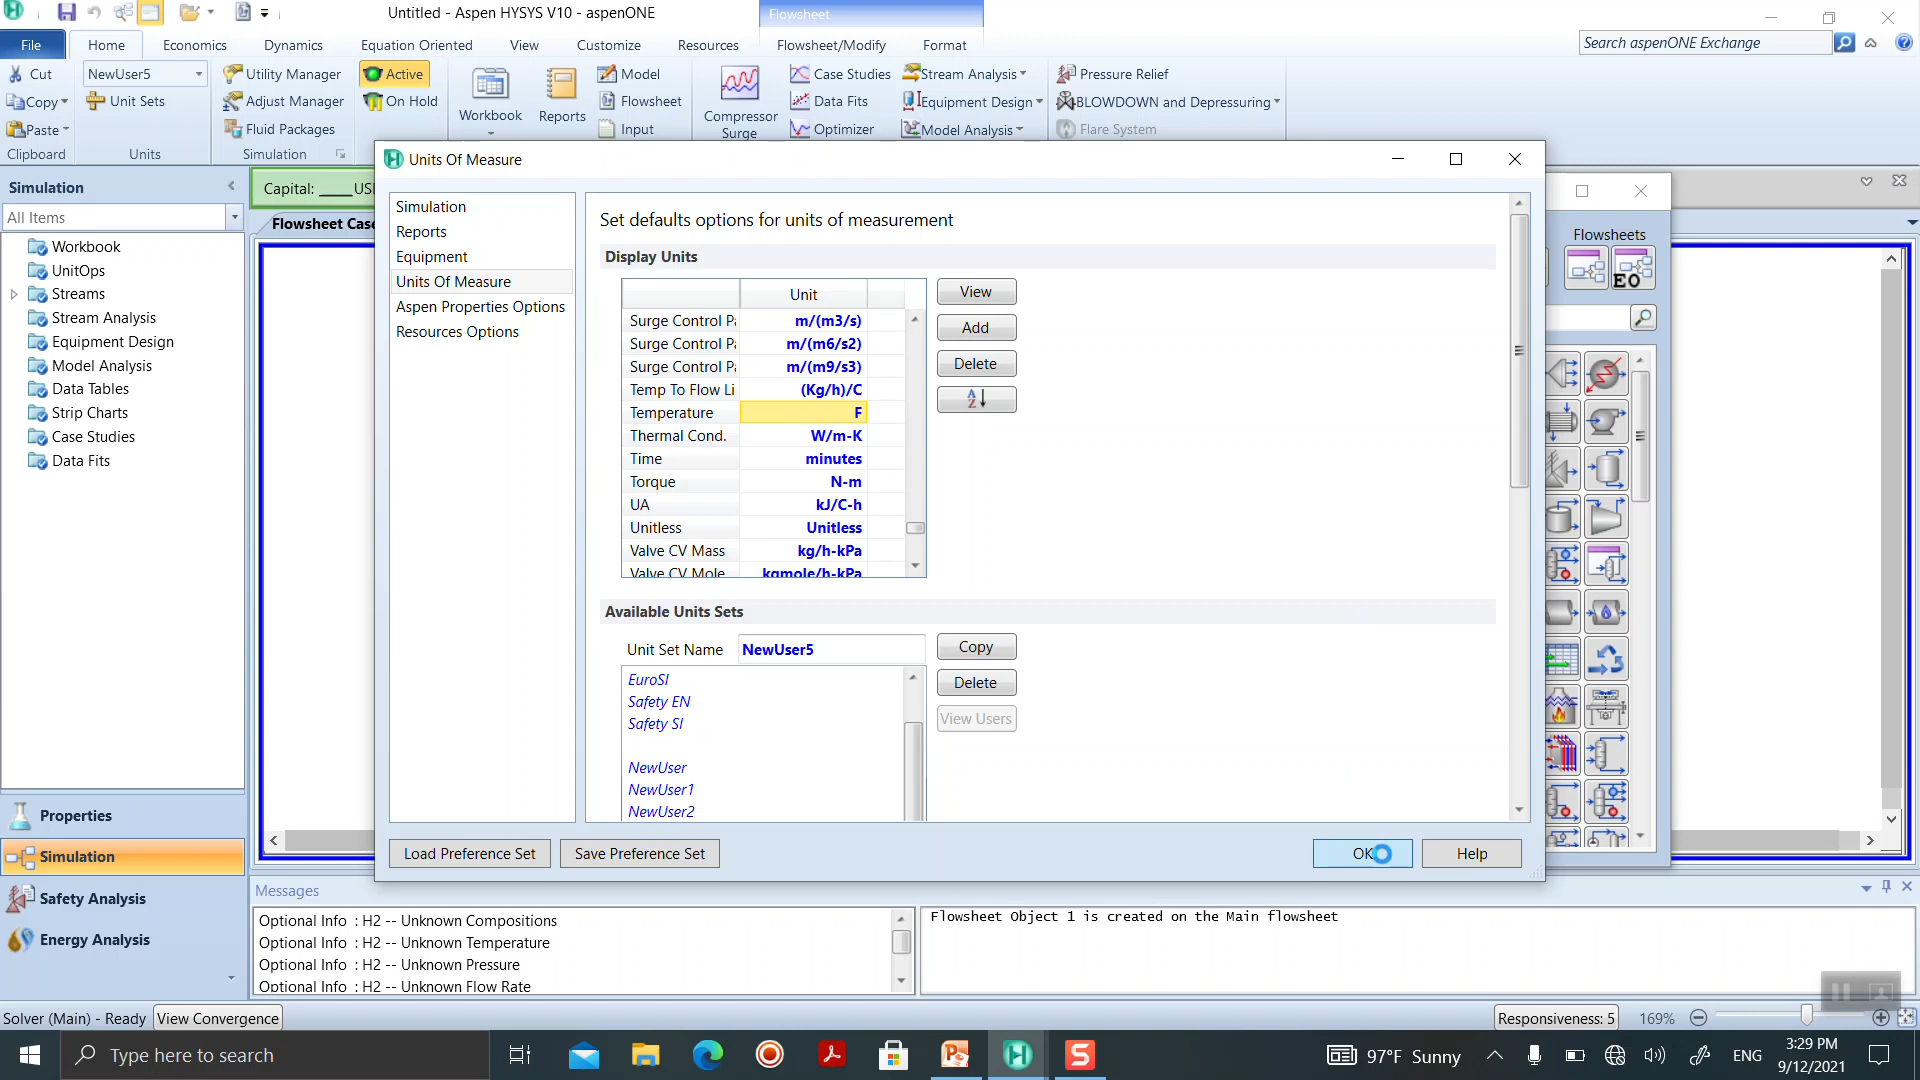 Untitled - Aspen HYSYS V10 - aspenONE
Flowsheet
File
Home
Economics
Dynamics
Equation Oriented
View
Customize
Resources
Flowsheet/Modify
Format
Search aspenONE Exchange
Cut
Copy
Paste
Clipboard
NewUser5
Unit Sets
Units
Utility Manager
Adjust Manager
Fluid Packages
Simulation
Active
On Hold
Workbook
Reports
Model
Flowsheet
Input
Compressor
Surge
Case Studies
Data Fits
Optimizer
Stream Analysis
Equipment Design
Model Analysis
Pressure Relief
BLOWDOWN and Depressuring
Flare System
Simulation
All Items
Workbook
UnitOps
Streams
Stream Analysis
Equipment Design
Model Analysis
Data Tables
Strip Charts
Case Studies
Data Fits
Properties
Simulation
Safety Analysis
Energy Analysis
Capital: _____US
Flowsheet Case
Units Of Measure
Simulation
Reports
Equipment
Units Of Measure
Aspen Properties Options
Resources Options
Set defaults options for units of measurement
Display Units
Unit
Surge Control Pa m/(m3/s)
Surge Control Pa m/(m6/s2)
Surge Control Pa m/(m9/s3)
Temp To Flow Li (Kg/h)/C
Temperature F
Thermal Cond. W/m-K
Time minutes
Torque N-m
UA kJ/C-h
Unitless Unitless
Valve CV Mass kg/h-kPa
Valve CV Mole kgmole/h-kPa
View
Add
Delete
A
Z
Available Units Sets
Unit Set Name NewUser5
EuroSI
Safety EN
Safety SI
NewUser
NewUser1
NewUser2
Copy
Delete
View Users
Load Preference Set
Save Preference Set
OK
Help
Flowsheets
EO
Messages
Optional Info : H2 -- Unknown Compositions
Optional Info : H2 -- Unknown Temperature
Optional Info : H2 -- Unknown Pressure
Optional Info : H2 -- Unknown Flow Rate
Flowsheet Object 1 is created on the Main flowsheet
Solver (Main) - Ready
View Convergence
Responsiveness: 5
169%
Type here to search
97°F Sunny
ENG
3:29 PM
9/12/2021